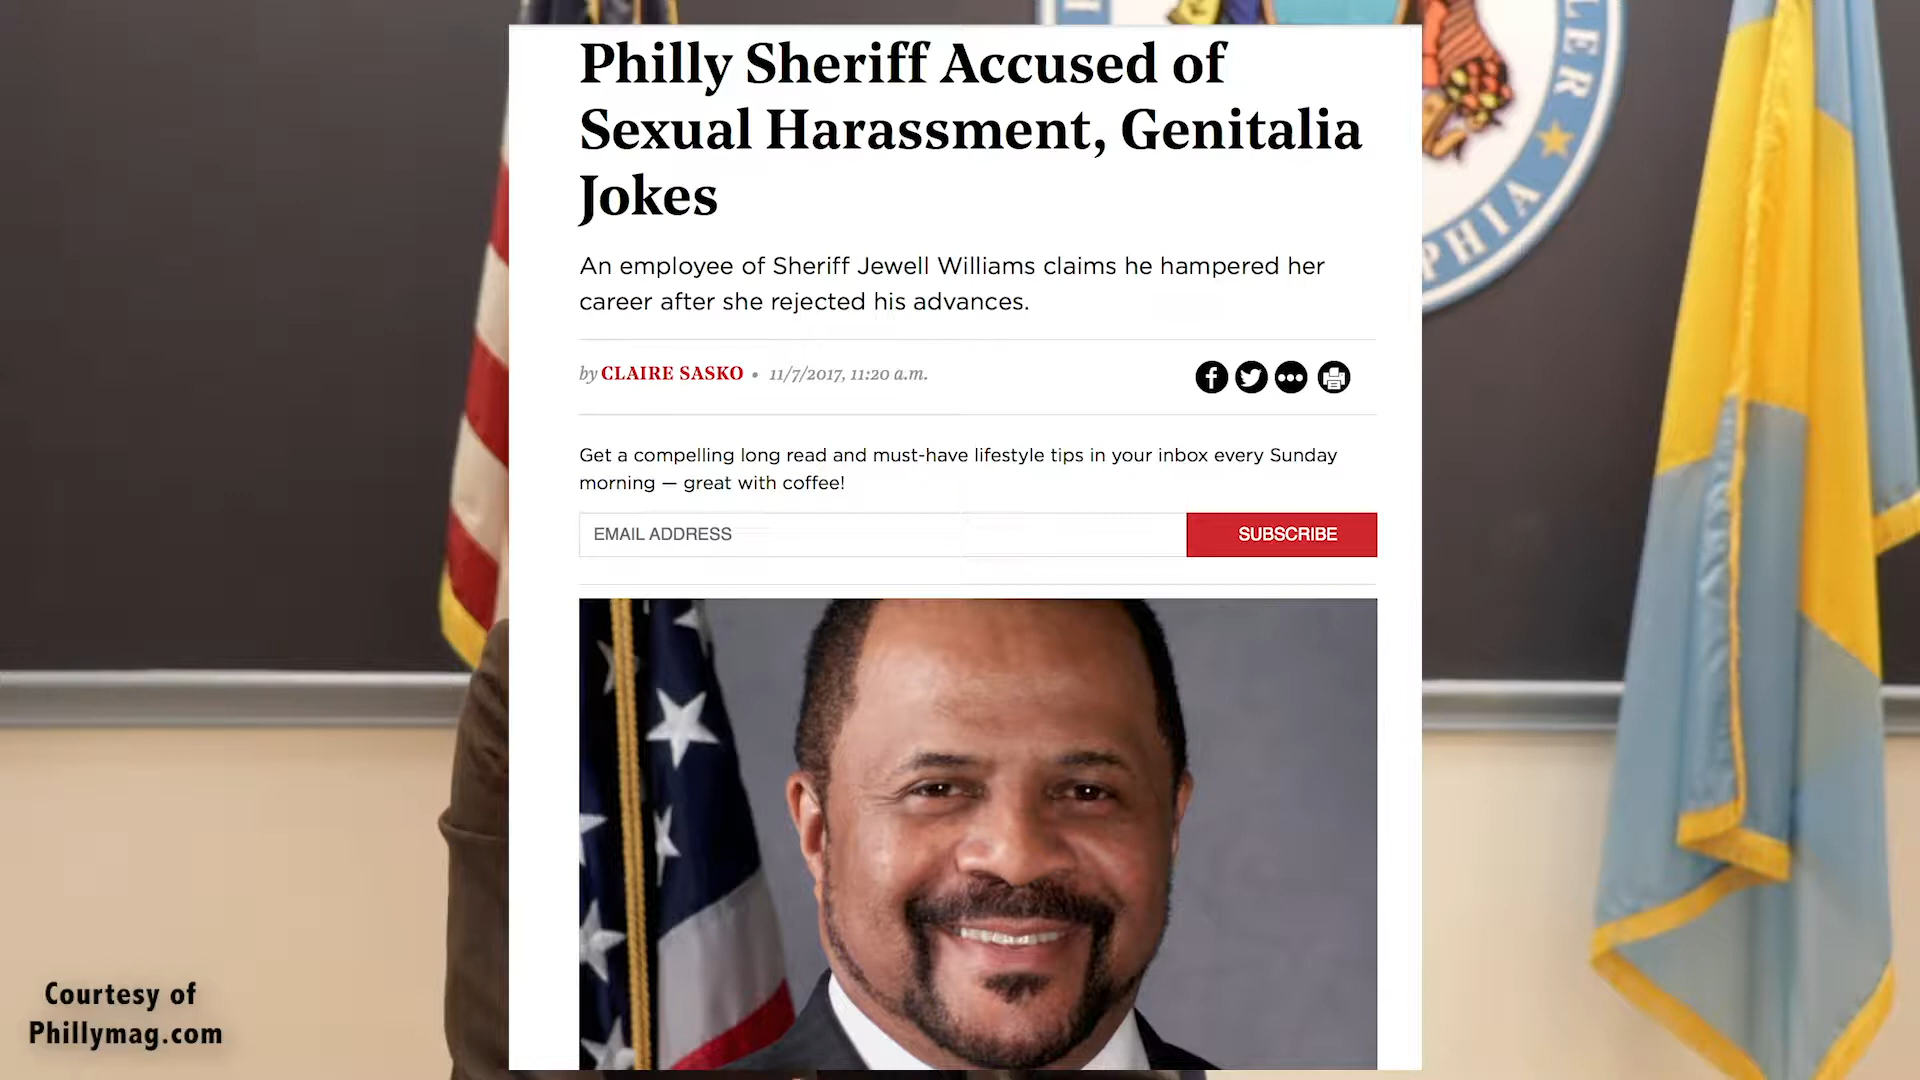 Philly Sheriff Accused of
Sexual Harassment, Genitalia
Jokes
An employee of Sheriff Jewell Williams claims he hampered her
career after she rejected his advances.
by CLAIRE SASKO • 11/7/2017, 11:20 a.m.
Get a compelling long read and must-have lifestyle tips in your inbox every Sunday
morning — great with coffee!
EMAIL ADDRESS
SUBSCRIBE
Courtesy of
Phillymag.com